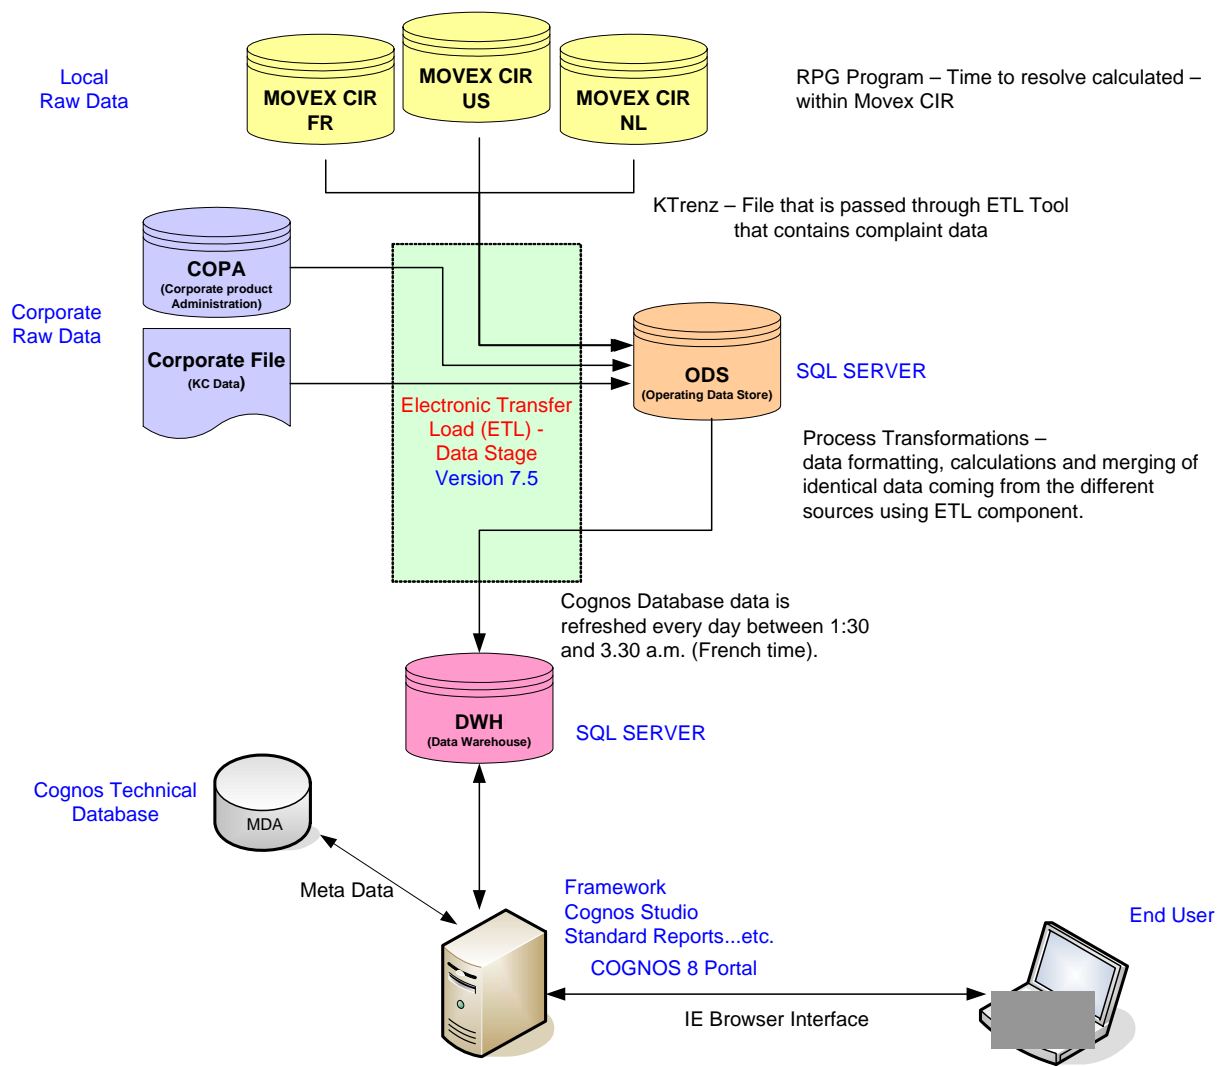 Local
Raw Data
MOVEX CIR
FR
MOVEX CIR
US
MOVEX CIR
NL
RPG Program – Time to resolve calculated –
within Movex CIR
KTrenz – File that is passed through ETL Tool
that contains complaint data
COPA
(Corporate product
Administration)
Corporate
Raw Data
Corporate File
(KC Data)
ODS
(Operating Data Store)
SQL SERVER
Electronic Transfer
Load (ETL) -
Data Stage
Version 7.5
Process Transformations –
data formatting, calculations and merging of
identical data coming from the different
sources using ETL component.
Cognos Database data is
refreshed every day between 1:30
and 3.30 a.m. (French time).
DWH
(Data Warehouse)
SQL SERVER
Cognos Technical
Database
MDA
Meta Data
Framework
Cognos Studio
Standard Reports...etc.
COGNOS 8 Portal
End User
IE Browser Interface